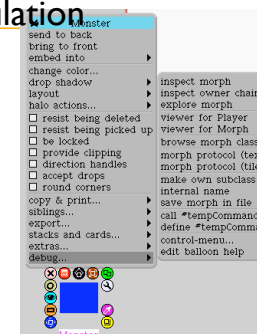 ulation
Monster
send to back
bring to front
embed into
change color...
drop shadow
layout
halo actions...
resist being deleted
resist being picked up
be locked
provide clipping
direction handles
accept drops
round corners
copy & print...
siblings...
export...
stacks and cards...
extras...
debug...
inspect morph
inspect owner chain
explore morph
viewer for Player
viewer for Morph
browse morph class
morph protocol (tex
morph protocol (tile
make own subclass
internal name
save morph in file
call #tempCommand
define #tempComma
control-menu...
edit balloon help
Monster